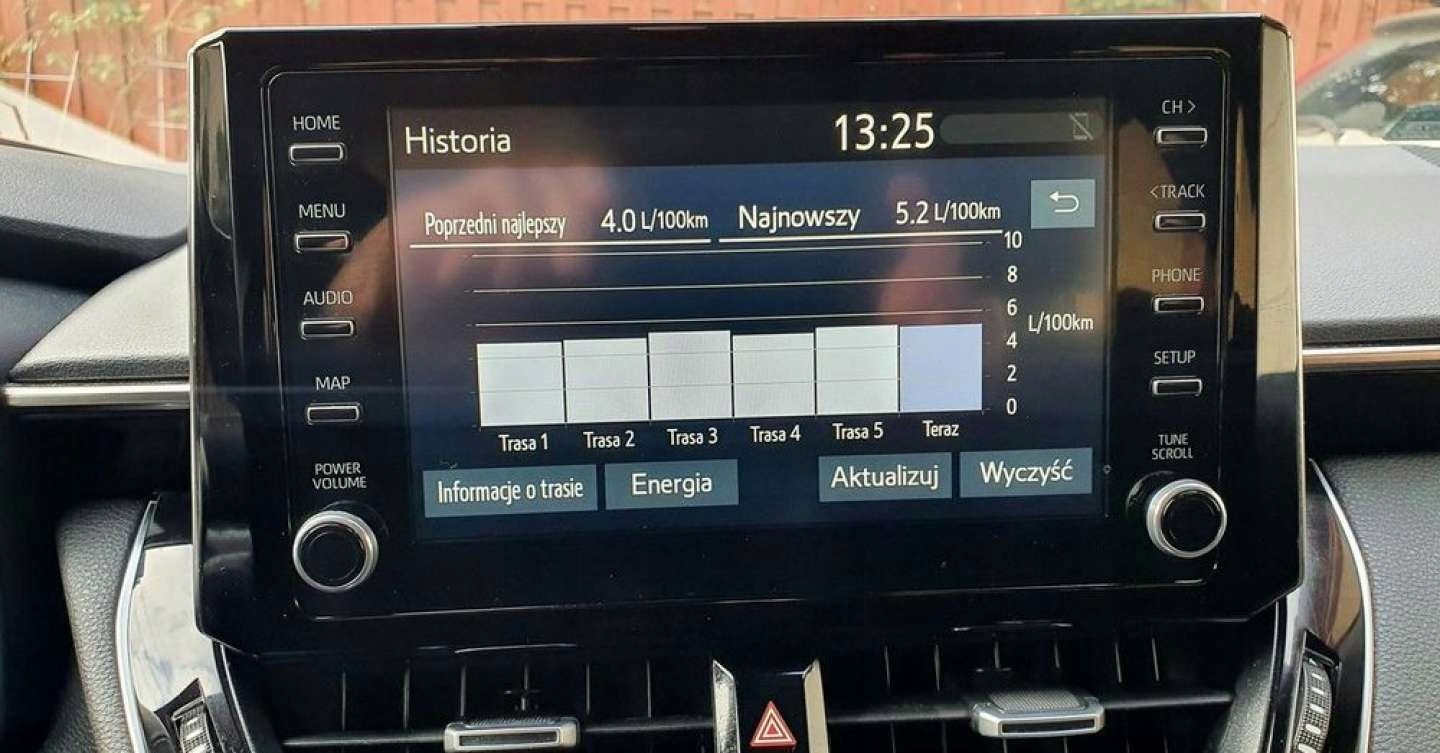 HOME
MENU
AUDIO
MAP
POWER
VOLUME
Historia 13:25
Poprzedni najlepszy 4.0 L/100km Najnowszy 5.2 L/100km
10
8
6
4
2
0
L/100km
Trasa 1 Trasa 2 Trasa 3 Trasa 4 Trasa 5 Teraz
Informacje o trasie Energia Aktualizuj Wyczyść
CH >
<TRACK
PHONE
SETUP
TUNE
SCROLL